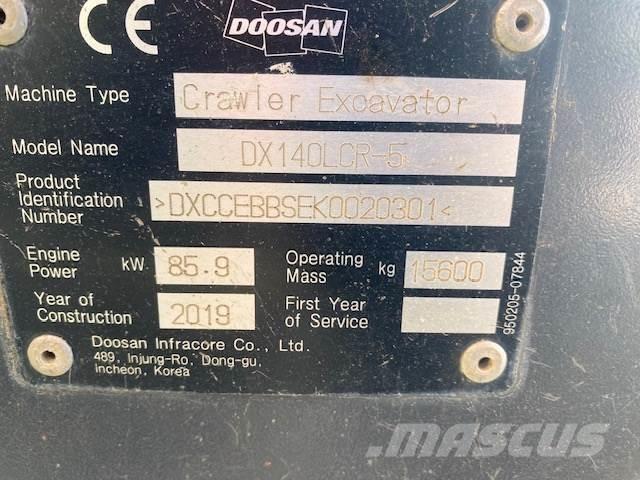 CE DOOSAN
Machine Type Crawler Excavator
Model Name DX140LCR-5
Product
Identification
Number >DXCCEBBSEK0020301<
Engine
Power kW 85.9 Operating
Mass kg 15600
Year of
Construction 2019 First Year
of Service
Doosan Infracore Co., Ltd.
489, Injung-Ro, Dong-gu,
Incheon, Korea
950205-07844
MASCUS